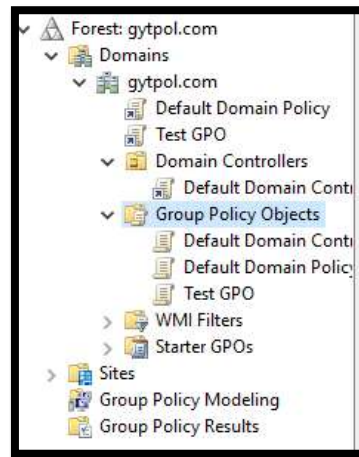 Forest: gytpol.com
Domains
gytpol.com
Default Domain Policy
Test GPO
Domain Controllers
Default Domain Contr
Group Policy Objects
Default Domain Contr
Default Domain Policy
Test GPO
WMI Filters
Starter GPOs
Sites
Group Policy Modeling
Group Policy Results